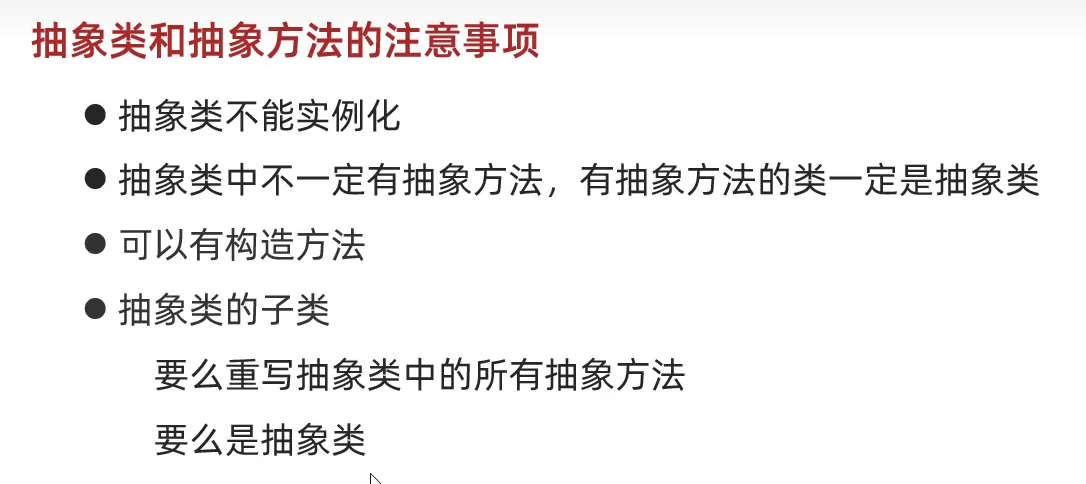 抽象类和抽象方法的注意事项
● 抽象类不能实例化
● 抽象类中不一定有抽象方法，有抽象方法的类一定是抽象类
● 可以有构造方法
● 抽象类的子类
要么重写抽象类中的所有抽象方法
要么是抽象类